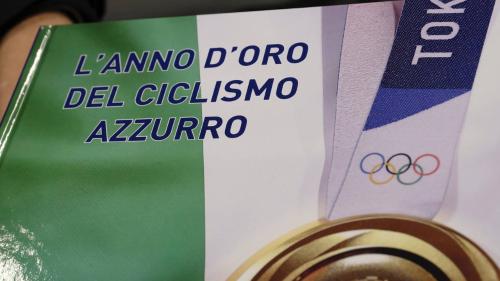 L'ANNO D'ORO
DEL CICLISMO
AZZURRO
TOK